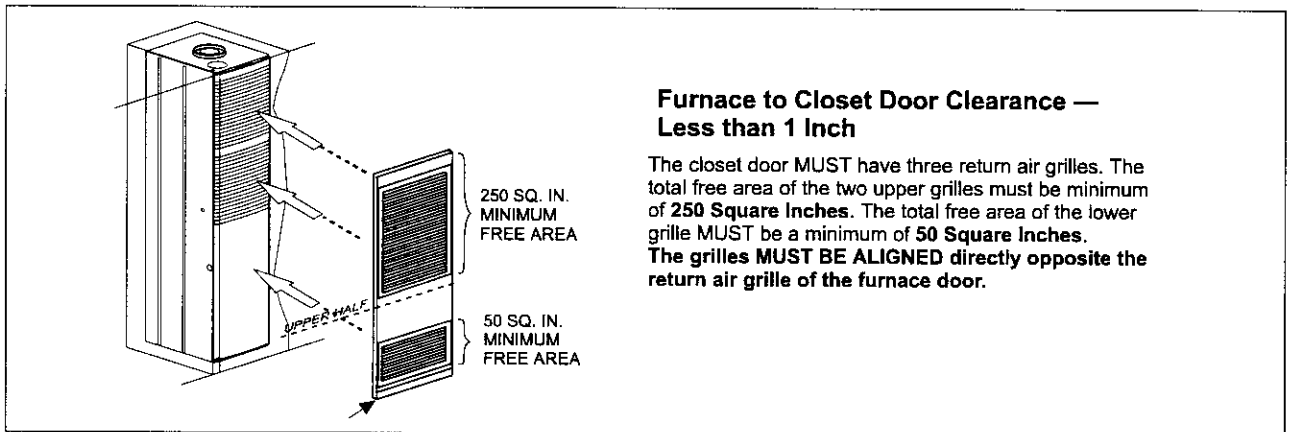 250 SQ. IN.
MINIMUM
FREE AREA
UPPER HALF
50 SQ. IN.
MINIMUM
FREE AREA
Furnace to Closet Door Clearance —
Less than 1 Inch
The closet door MUST have three return air grilles. The
total free area of the two upper grilles must be minimum
of 250 Square Inches. The total free area of the lower
grille MUST be a minimum of 50 Square Inches.
The grilles MUST BE ALIGNED directly opposite the
return air grille of the furnace door.